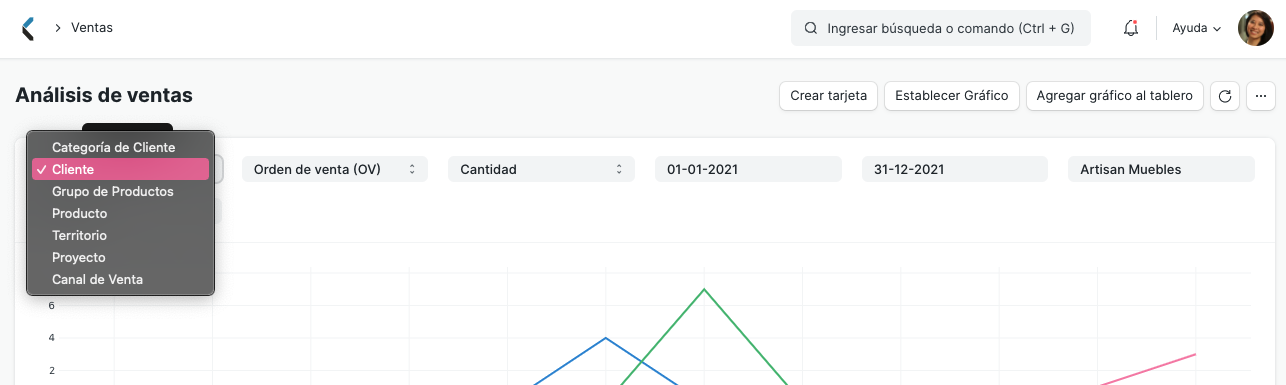 Ventas
Ingresar búsqueda o comando (Ctrl + G)
Ayuda
Análisis de ventas
Crear tarjeta
Establecer Gráfico
Agregar gráfico al tablero
Categoría de Cliente
Cliente
Grupo de Productos
Producto
Territorio
Proyecto
Canal de Venta
Orden de venta (OV)
Cantidad
01-01-2021
31-12-2021
Artisan Muebles
6
4
2